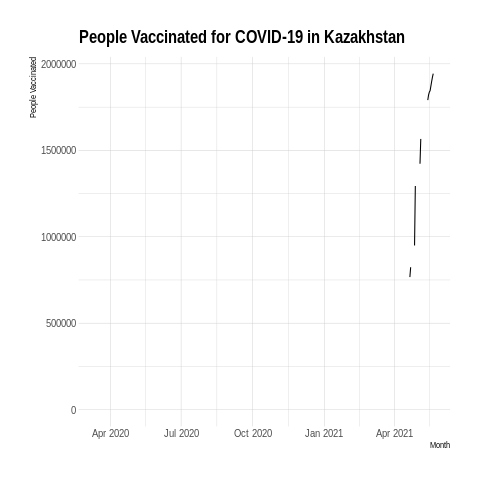 People Vaccinated for COVID-19 in Kazakhstan
People Vaccinated
2000000
1500000
1000000
500000
0
Apr 2020 Jul 2020 Oct 2020 Jan 2021 Apr 2021
Month